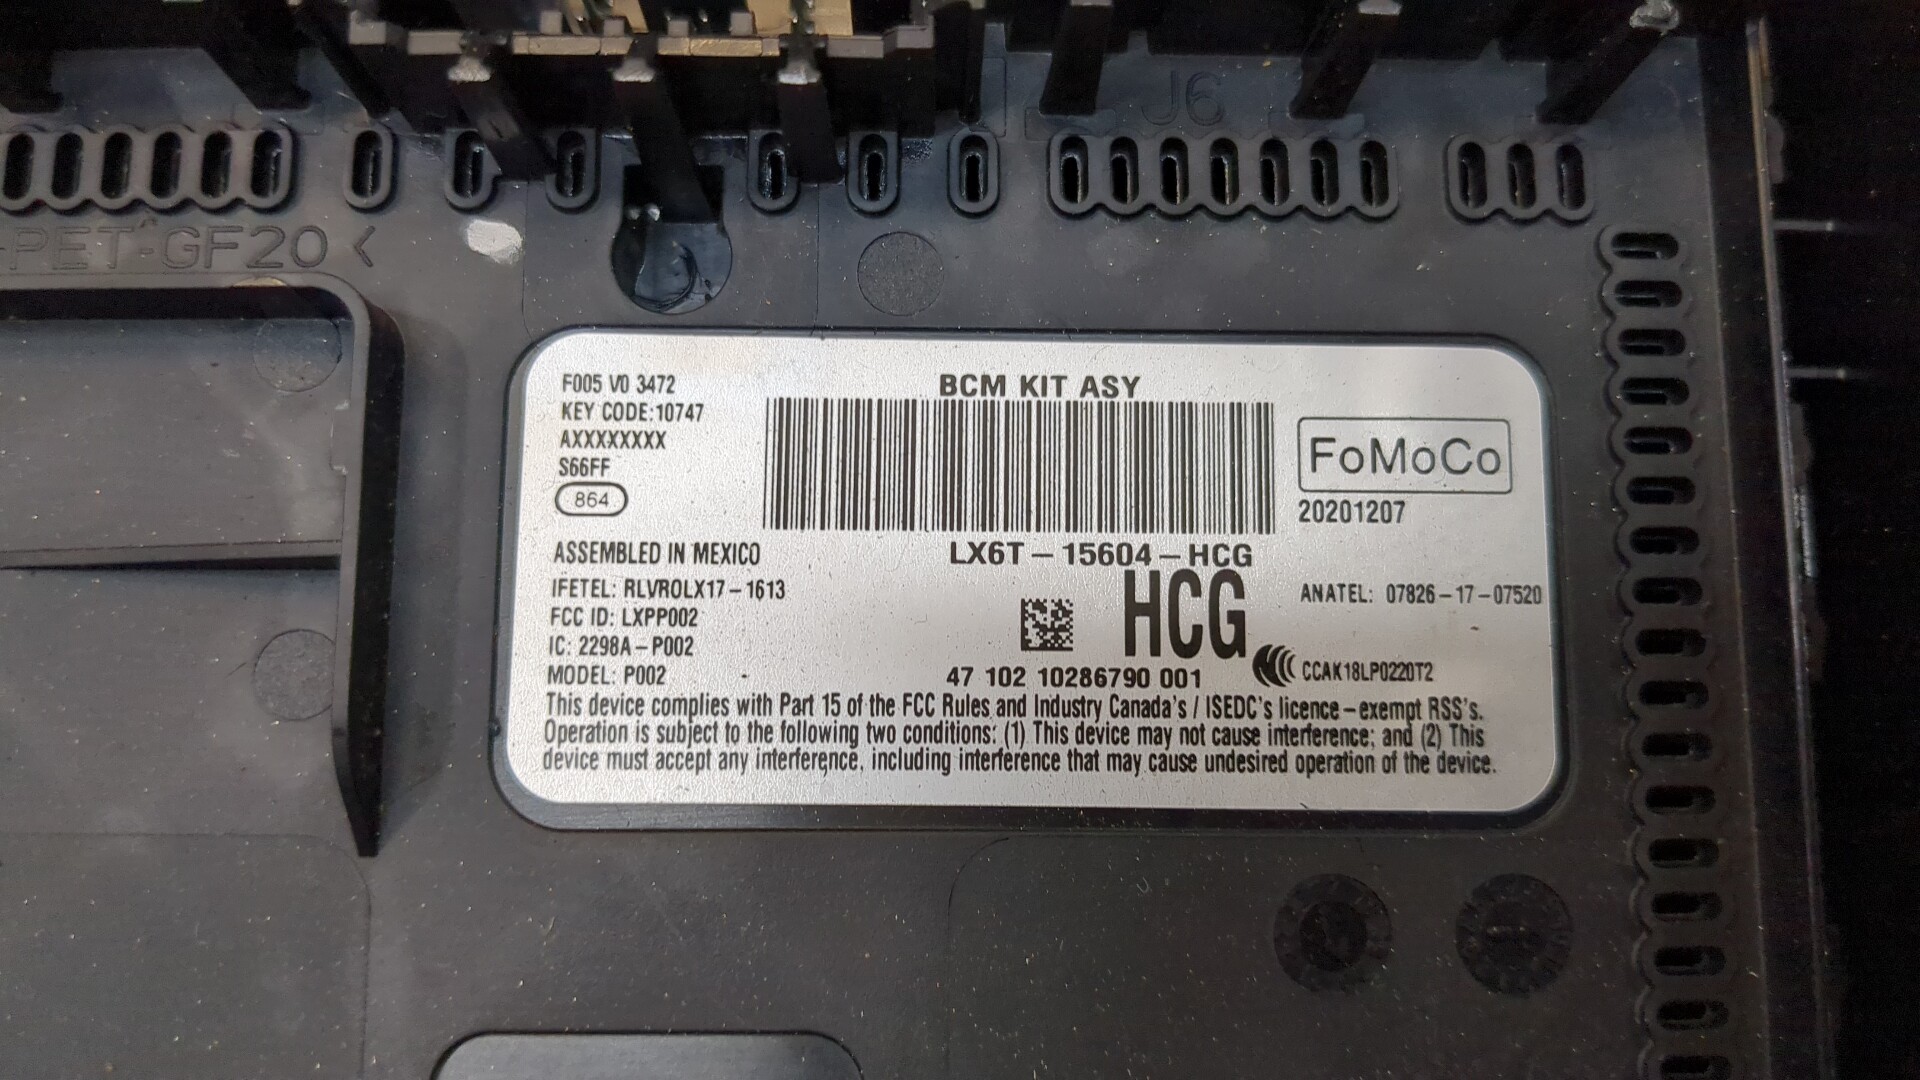 J6
-PET-GF20<
F005 V0 3472
KEY CODE:10747
AXXXXXXXX
S66FF
864
BCM KIT ASY
FoMoCo
20201207
ASSEMBLED IN MEXICO
LX6T-15604-HCG
IFETEL: RLVROLX17-1613
HCG
ANATEL: 07826-17-07520
FCC ID: LXPP002
IC: 2298A-P002
MODEL: P002
47 102 10286790 001
CCAK18LP0220T2
This device complies with Part 15 of the FCC Rules and Industry Canada's / ISEDC's licence-exempt RSS's.
Operation is subject to the following two conditions: (1) This device may not cause interference; and (2) This
device must accept any interference, including interference that may cause undesired operation of the device.